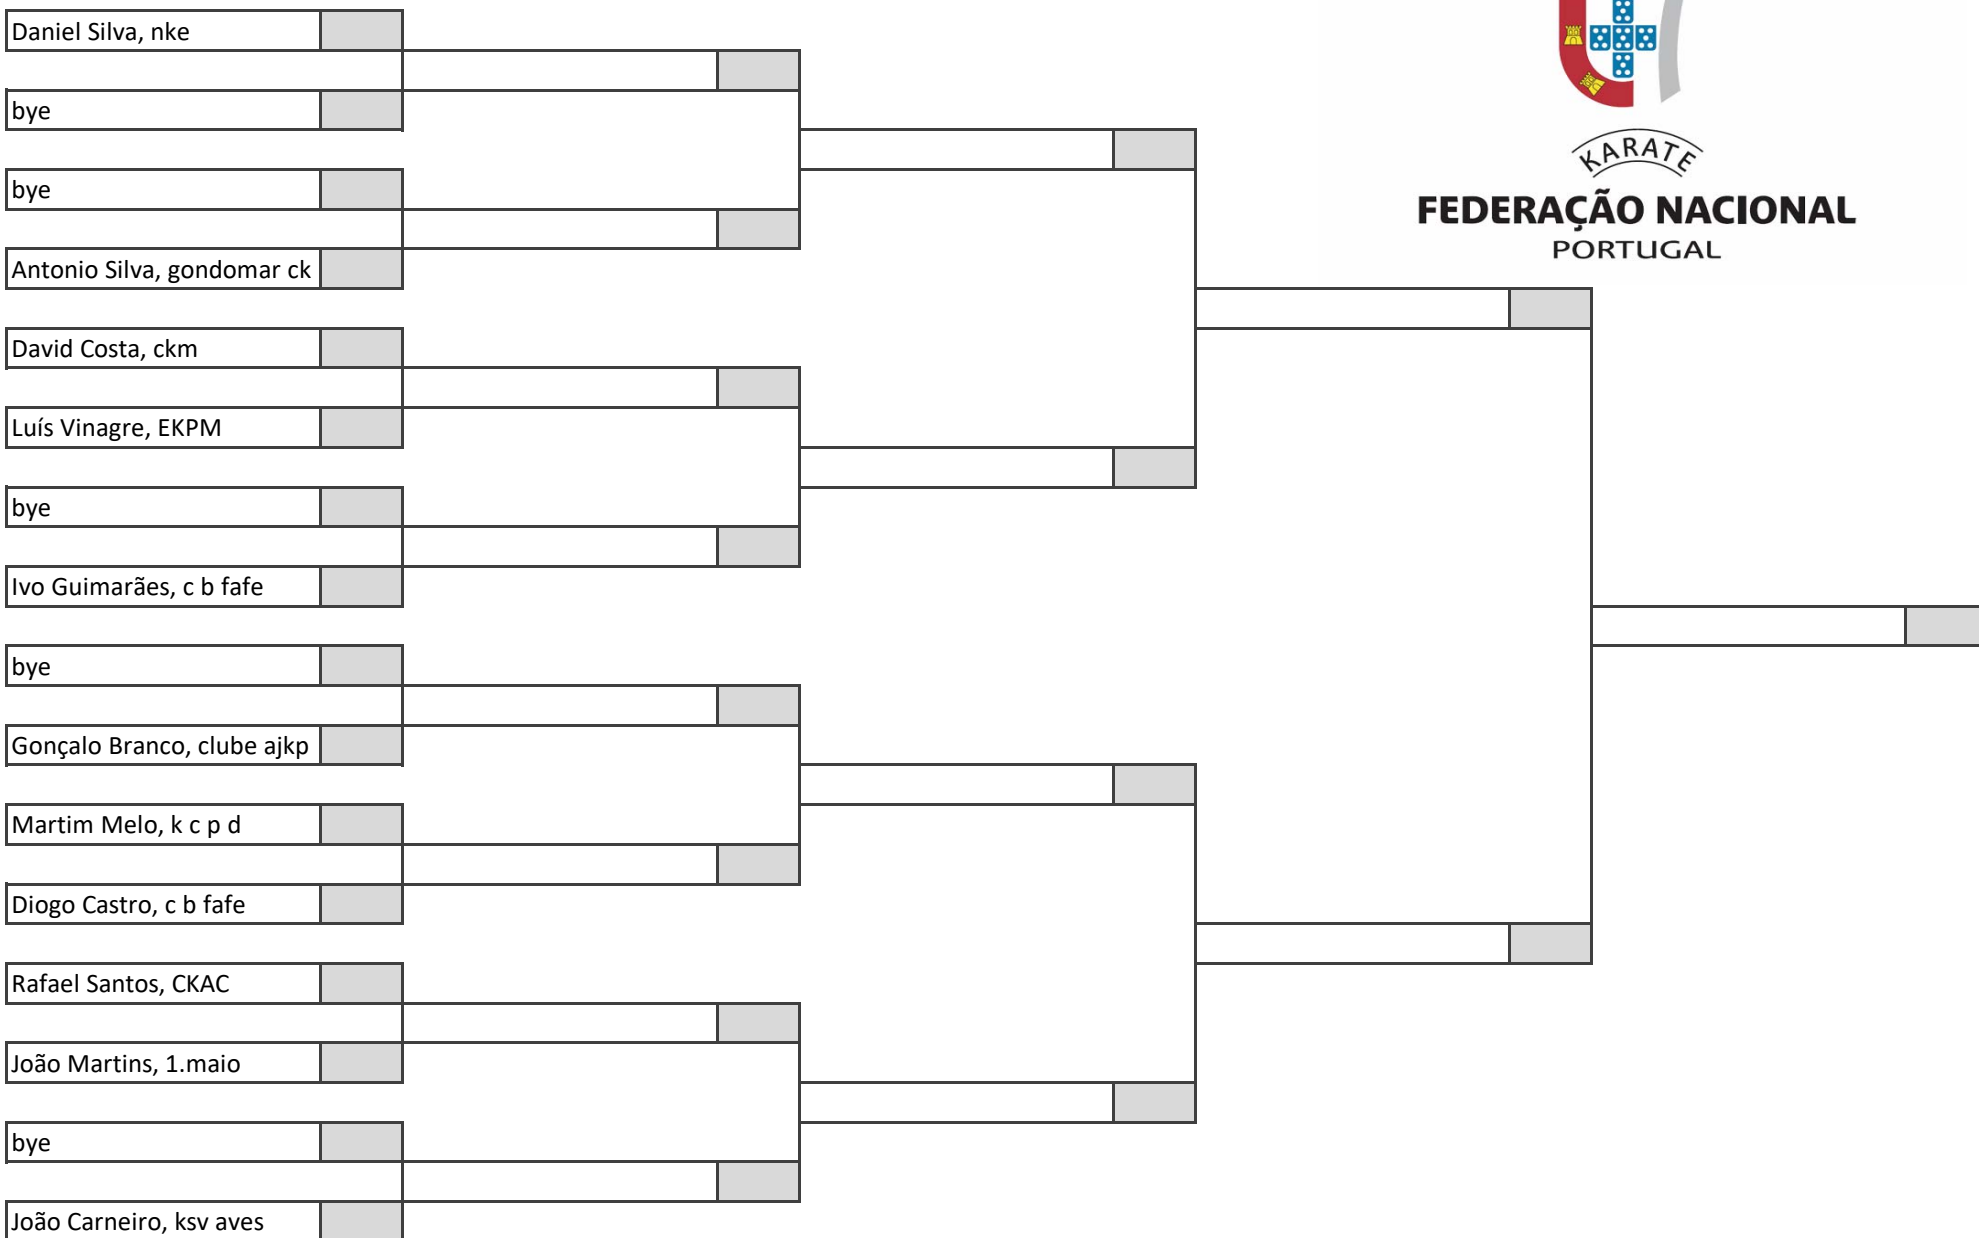 Daniel Silva, nke
bye
bye
Antonio Silva, gondomar ck
David Costa, ckm
Luís Vinagre, EKPM
bye
Ivo Guimarães, c b fafe
bye
Gonçalo Branco, clube ajkp
Martim Melo, k c p d
Diogo Castro, c b fafe
Rafael Santos, CKAC
João Martins, 1.maio
bye
João Carneiro, ksv aves
KARATE
FEDERAÇÃO NACIONAL
PORTUGAL